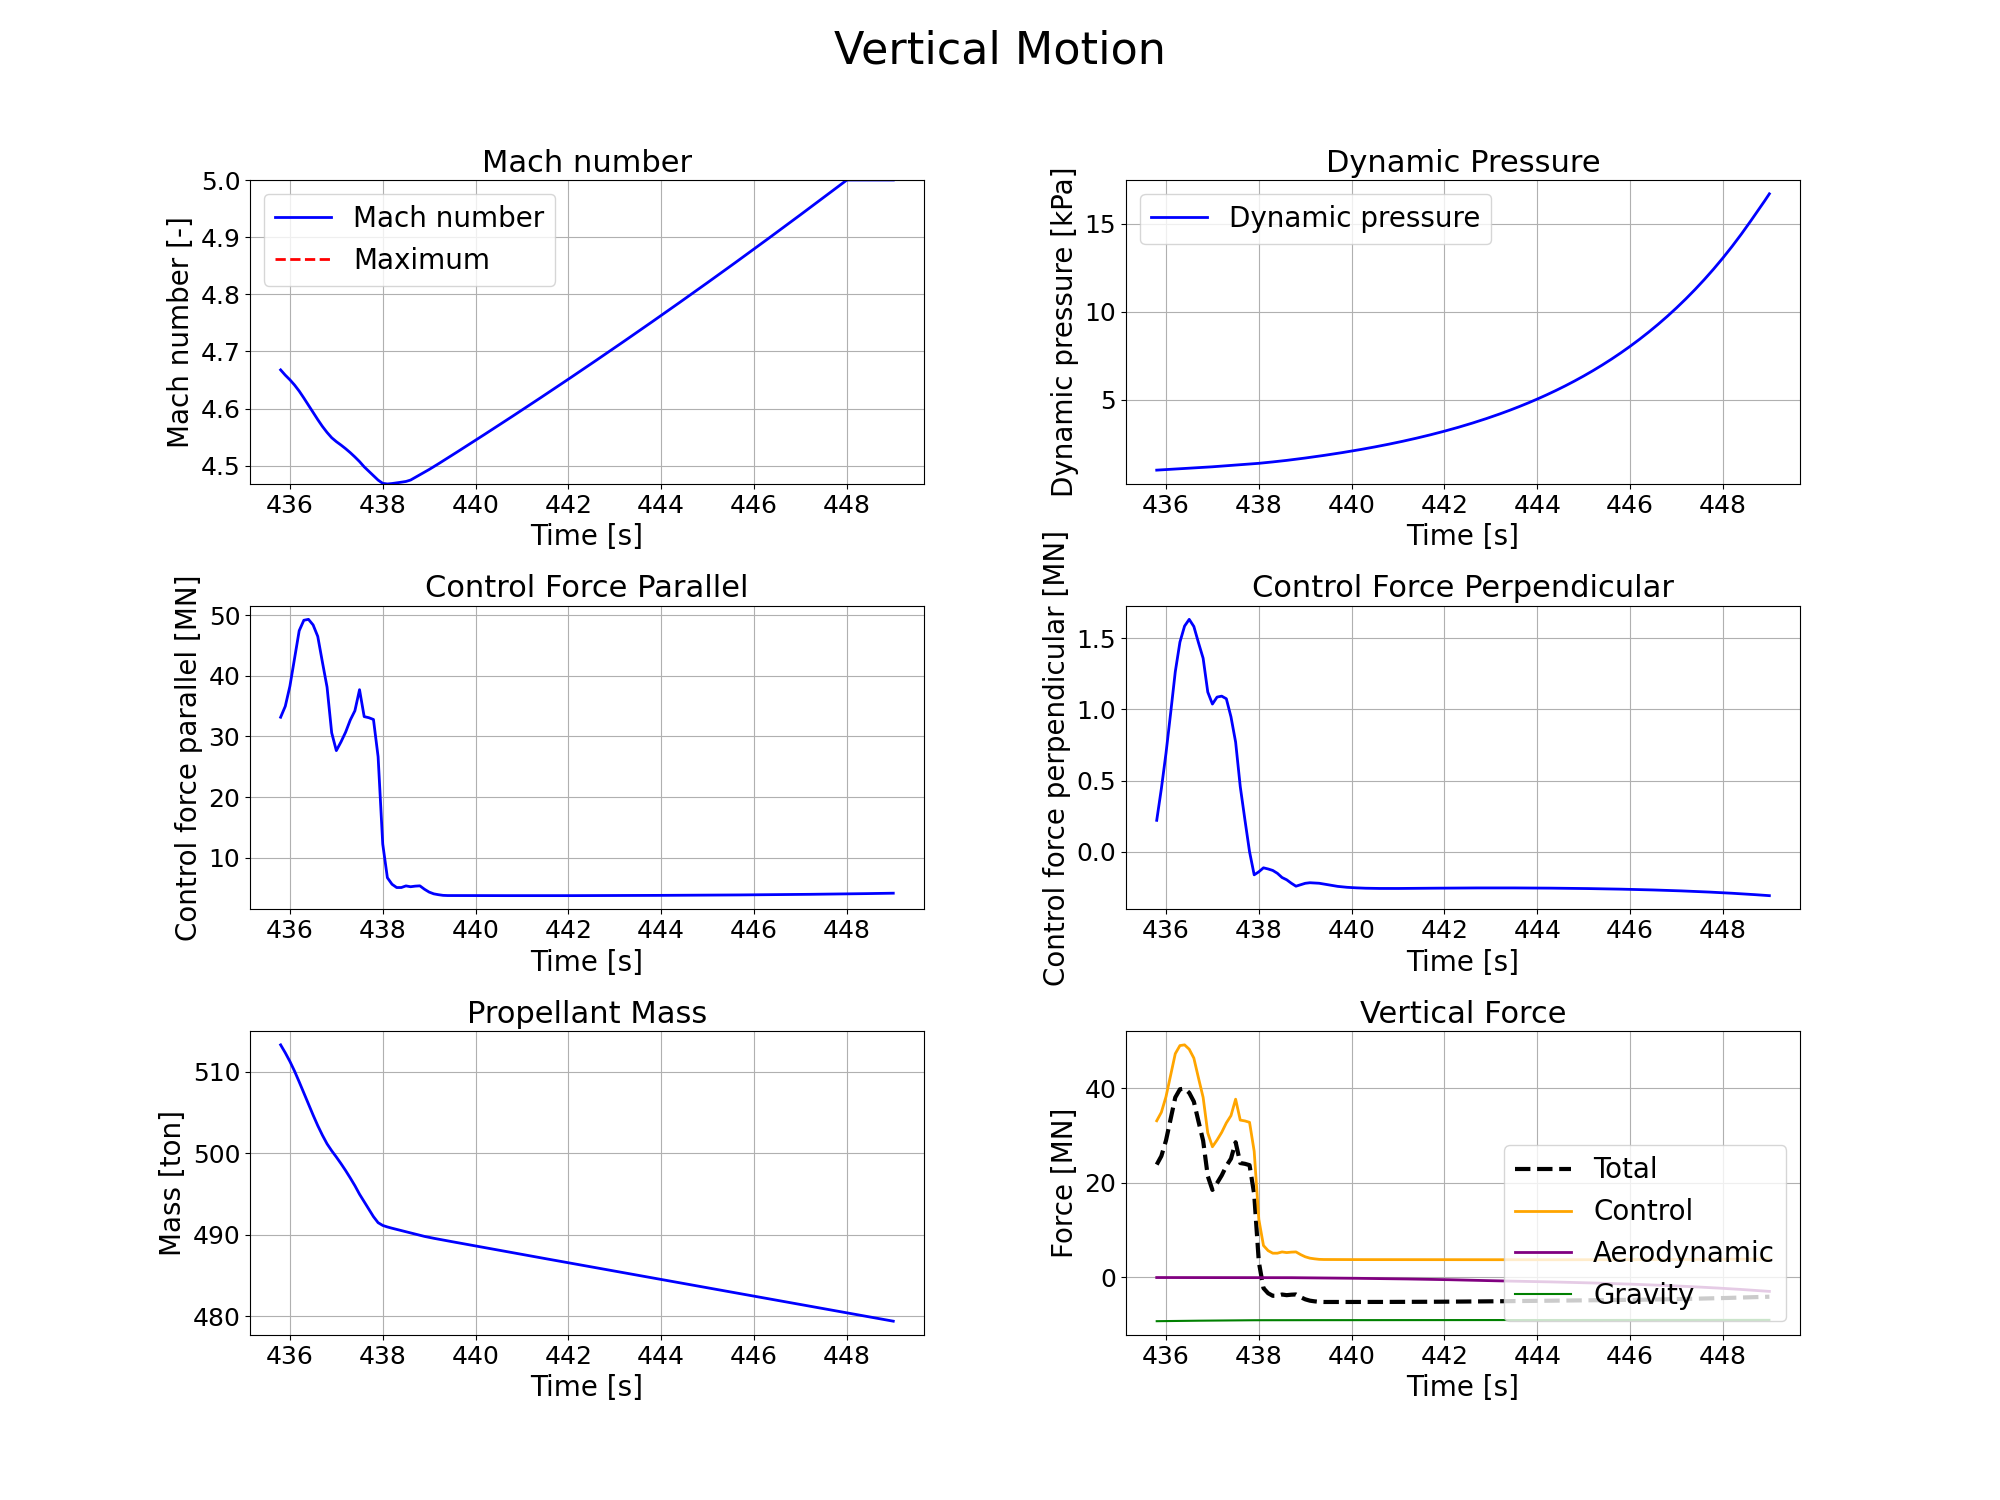 Vertical Motion
Mach number
Mach number [-]
5.0
4.9
4.8
4.7
4.6
4.5
Mach number
Maximum
436 438 440 442 444 446 448
Time [s]
Dynamic Pressure
Dynamic pressure [kPa]
15
10
5
Dynamic pressure
436 438 440 442 444 446 448
Time [s]
Control Force Parallel
Control force parallel [MN]
50
40
30
20
10
436 438 440 442 444 446 448
Time [s]
Control Force Perpendicular
Control force perpendicular [MN]
1.5
1.0
0.5
0.0
436 438 440 442 444 446 448
Time [s]
Propellant Mass
Mass [ton]
510
500
490
480
436 438 440 442 444 446 448
Time [s]
Vertical Force
Force [MN]
40
20
0
Total
Control
Aerodynamic
Gravity
436 438 440 442 444 446 448
Time [s]